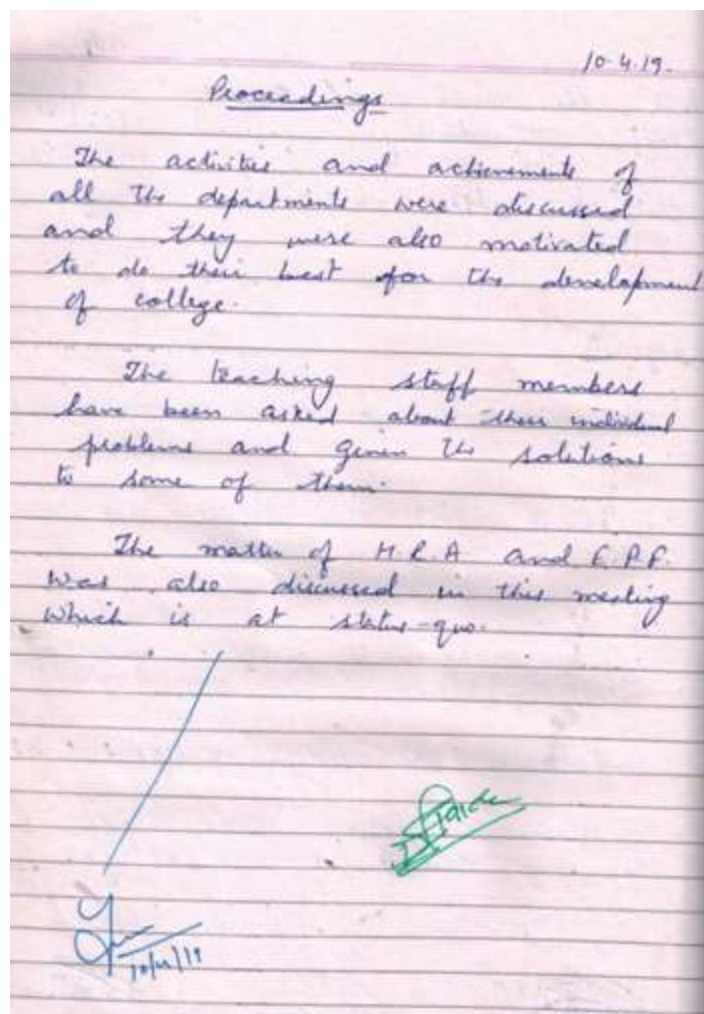 10.4.19.
Proceedings
The activities and achievements of
all the departments were discussed
and they were also motivated
to do their best for the development
of college.
The teaching staff members
have been asked about their individual
problems and given the solutions
to some of them.
The matter of H.R.A and E.P.F.
was also discussed in this meeting
which is at status-quo.
10/4/19